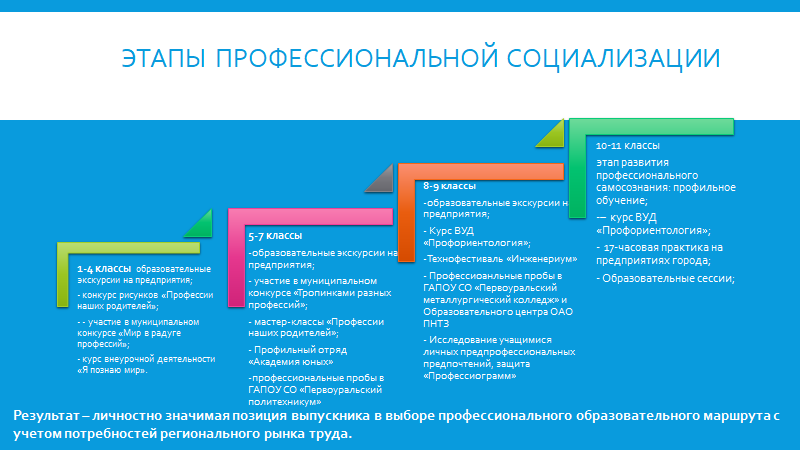 ЭТАПЫ ПРОФЕССИОНАЛЬНОЙ СОЦИАЛИЗАЦИИ
1-4 классы образовательные
экскурсии на предприятия;
- конкурс рисунков «Профессии
наших родителей»;
- - участие в муниципальном
конкурсе «Мир в радуге
профессий»;
- курс внеурочной деятельности
«Я познаю мир».
5-7 классы
-образовательные экскурсии на
предприятия;
- участие в муниципальном
конкурсе «Тропинками разных
профессий»;
- мастер-классы «Профессии
наших родителей»;
- Профильный отряд
«Академия юных»
-профессиональные пробы в
ГАПОУ СО «Первоуральский
политехникум»
8-9 классы
-образовательные экскурсии на
предприятия;
- Курс ВУД
«Профориентология»;
-Технофестиваль «Инженериум»
- Профессиоанльные пробы в
ГАПОУ СО «Первоуральский
металлургический колледж» и
Образовательного центра ОАО
ПНТЗ
- Исследование учащимися
личных предпрофессиональных
предпочтений, защита
«Профессиограмм»
10-11 классы
этап развития
профессионального
самосознания: профильное
обучение;
— курс ВУД
«Профориентология»;
- 17-часовая практика на
предприятиях города;
- Образовательные сессии;
Результат – личностно значимая позиция выпускника в выборе профессионального образовательного маршрута с
учетом потребностей регионального рынка труда.